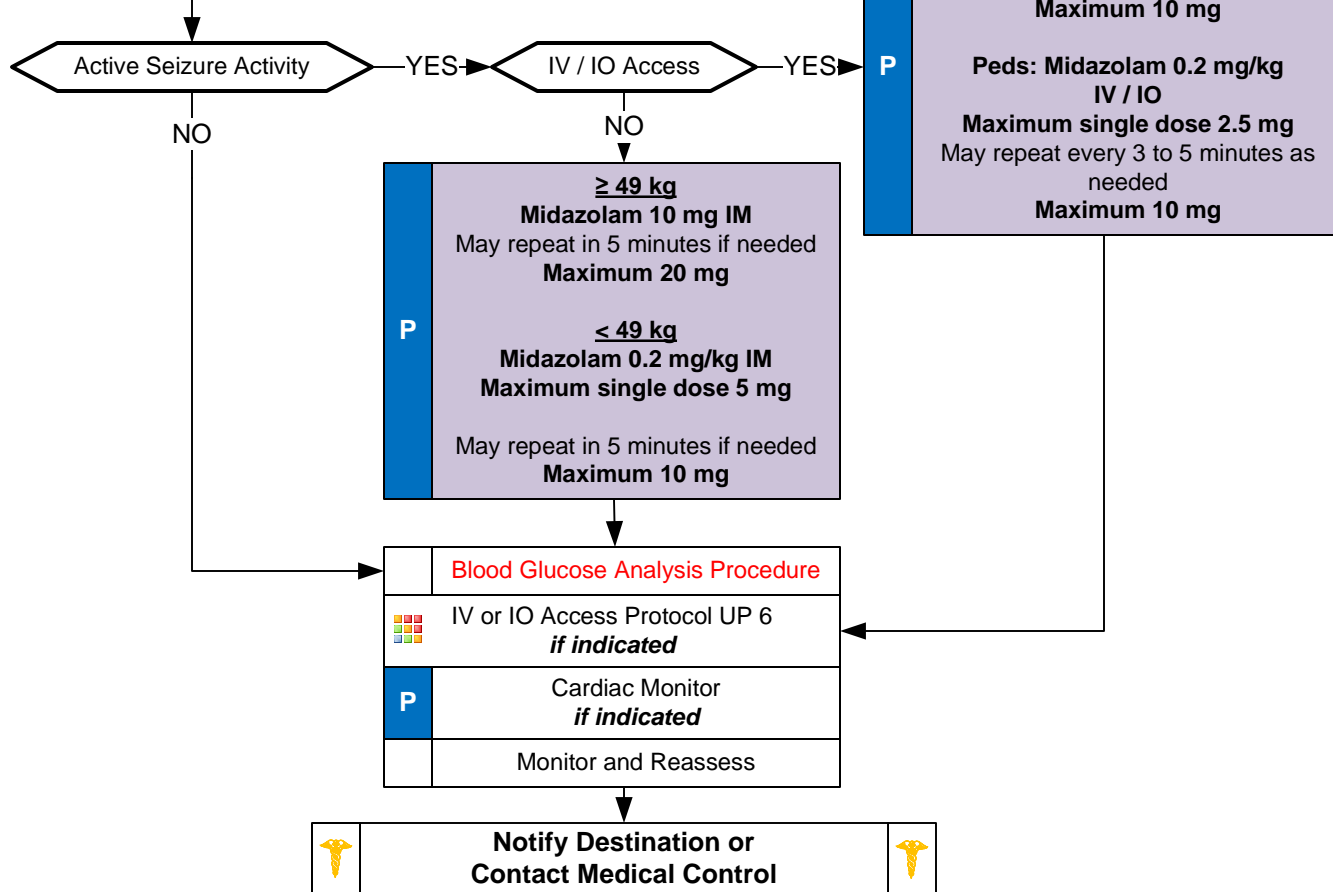 Maximum 10 mg
Active Seizure Activity
YES
IV / IO Access
YES
P
Peds: Midazolam 0.2 mg/kg
IV / IO
Maximum single dose 2.5 mg
May repeat every 3 to 5 minutes as
needed
Maximum 10 mg
NO
NO
P
≥ 49 kg
Midazolam 10 mg IM
May repeat in 5 minutes if needed
Maximum 20 mg
< 49 kg
Midazolam 0.2 mg/kg IM
Maximum single dose 5 mg
May repeat in 5 minutes if needed
Maximum 10 mg
Blood Glucose Analysis Procedure
IV or IO Access Protocol UP 6
if indicated
P
Cardiac Monitor
if indicated
Monitor and Reassess
Notify Destination or
Contact Medical Control